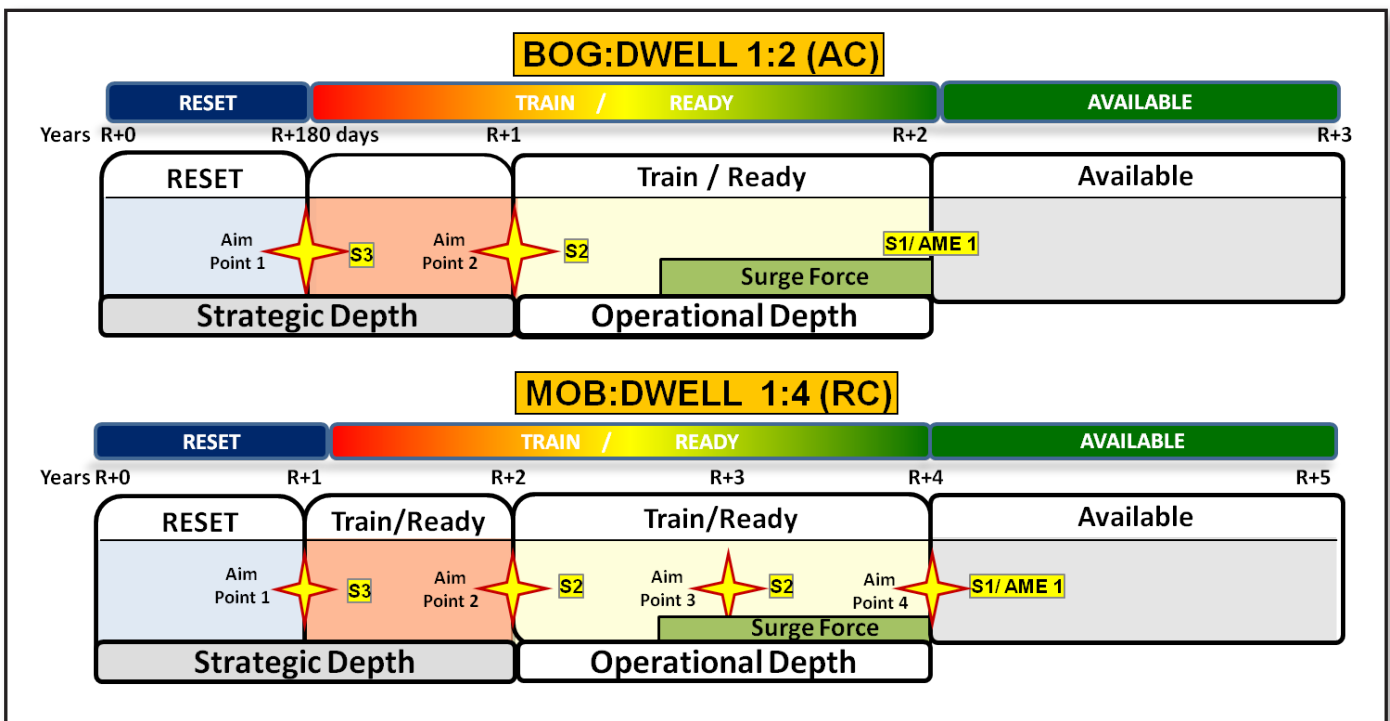 BOG:DWELL 1:2 (AC)
RESET TRAIN / READY AVAILABLE
Years R+0 R+180 days R+1 R+2 R+3
RESET Train / Ready Available
Aim
Point 1
S3
Aim
Point 2
S2
S1/ AME 1
Surge Force
Strategic Depth Operational Depth
MOB:DWELL 1:4 (RC)
RESET TRAIN / READY AVAILABLE
Years R+0 R+1 R+2 R+3 R+4 R+5
RESET Train/Ready Train/Ready Available
Aim
Point 1
S3
Aim
Point 2
S2
Aim
Point 3
S2
Aim
Point 4
S1/ AME 1
Surge Force
Strategic Depth Operational Depth